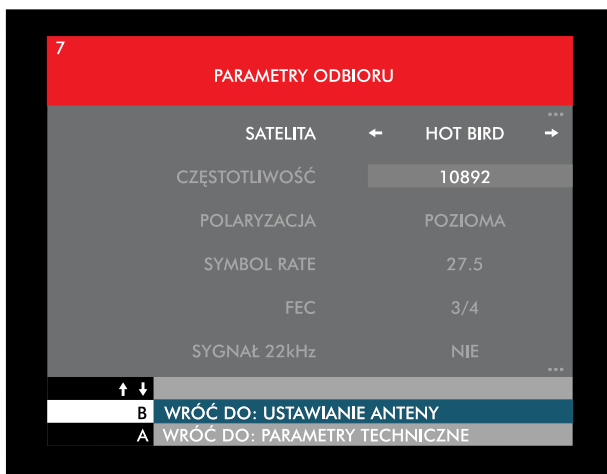 7
PARAMETRY ODBIORU
...
SATELITA ← HOT BIRD →
CZĘSTOTLIWOŚĆ 10892
POLARYZACJA POZIOMA
SYMBOL RATE 27.5
FEC 3/4
SYGNAŁ 22kHz NIE
...
↑ ↓
B WRÓĆ DO: USTAWIANIE ANTENY
A WRÓĆ DO: PARAMETRY TECHNICZNE